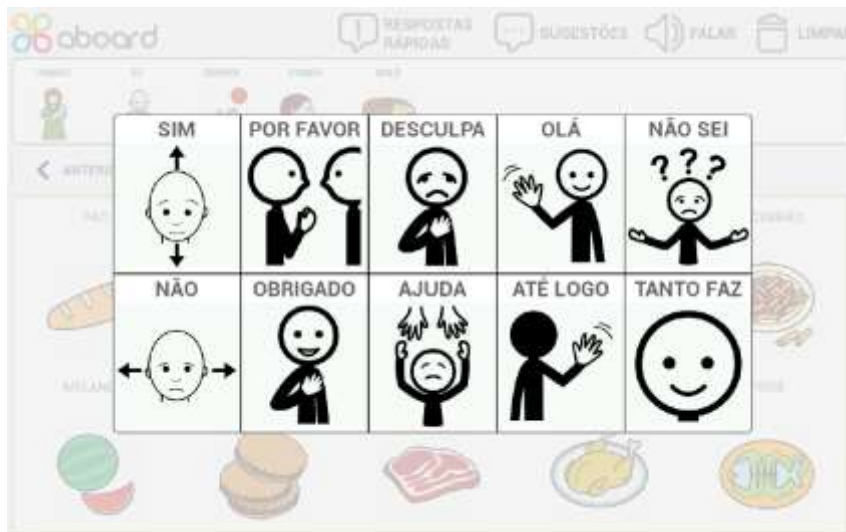 aboard
RESPOSTAS
RÁPIDAS
SUGESTÕES
FALAR
LIMPAR
SIM
POR FAVOR
DESCULPA
OLÁ
NÃO SEI
NÃO
OBRIGADO
AJUDA
ATÉ LOGO
TANTO FAZ